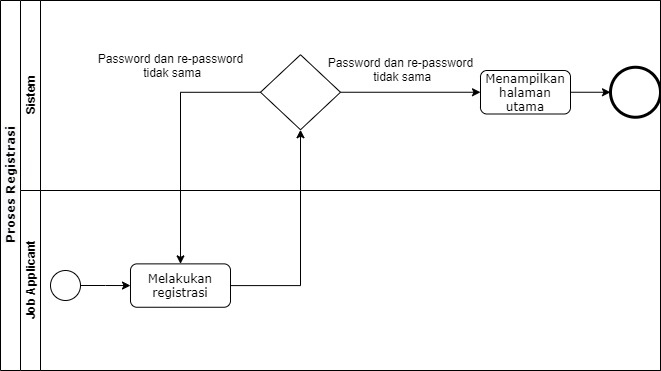 Proses Registrasi
Sistem
Password dan re-password
tidak sama
Password dan re-password
tidak sama
Menampilkan
halaman
utama
Job Applicant
Melakukan
registrasi